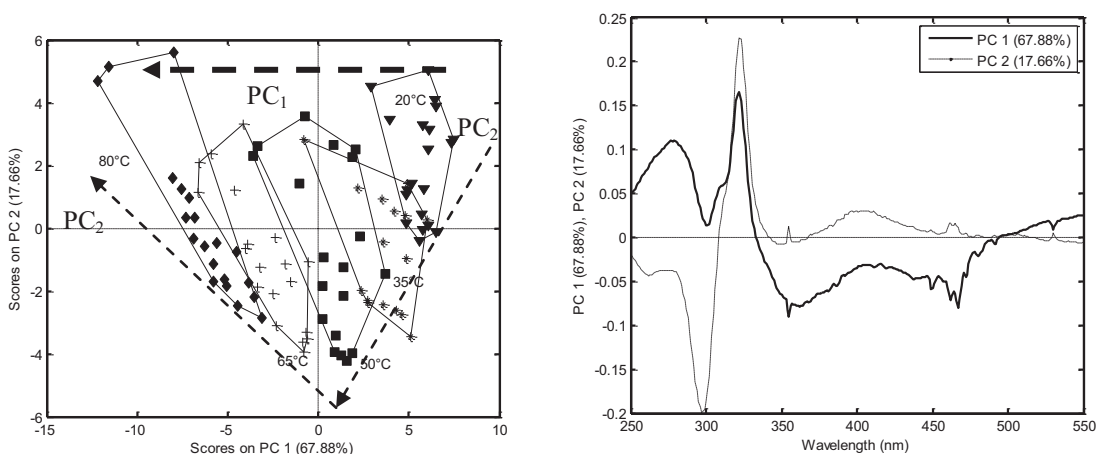 6
4
2
0
-2
-4
-6
-15
-10
-5
0
5
10
Scores on PC 2 (17.66%)
Scores on PC 1 (67.88%)
PC1
PC2
PC2
20°C
80°C
35°C
65°C
50°C
0.25
0.2
0.15
0.1
0.05
0
-0.05
-0.1
-0.15
-0.2
250
300
350
400
450
500
550
PC 1 (67.88%), PC 2 (17.66%)
Wavelength (nm)
PC 1 (67.88%)
PC 2 (17.66%)